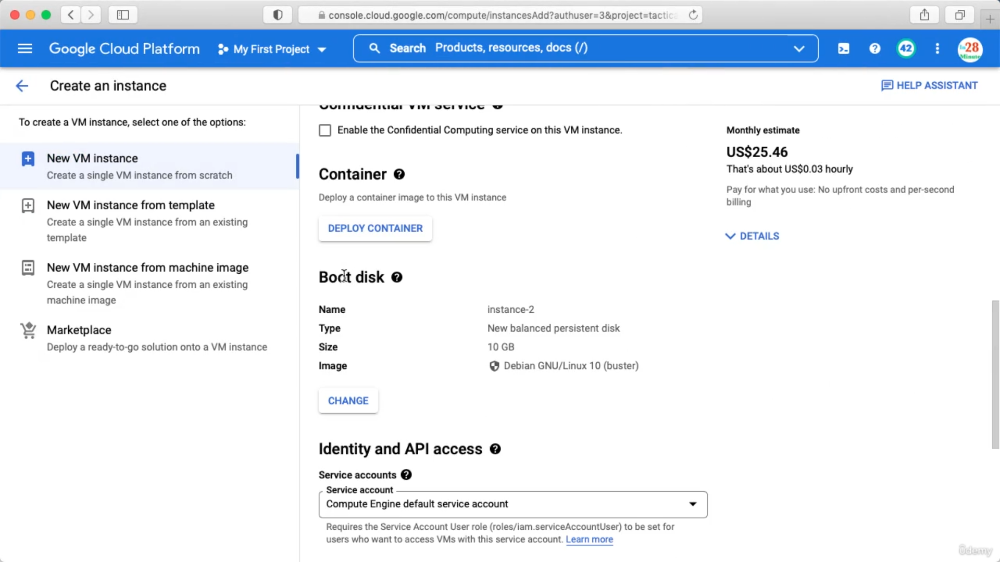 console.cloud.google.com/compute/instancesAdd?authuser=3&project=tactica
Google Cloud Platform
My First Project
Search Products, resources, docs (/)
42
in28
Minutes
Create an instance
HELP ASSISTANT
To create a VM instance, select one of the options:
New VM instance
Create a single VM instance from scratch
New VM instance from template
Create a single VM instance from an existing
template
New VM instance from machine image
Create a single VM instance from an existing
machine image
Marketplace
Deploy a ready-to-go solution onto a VM instance
Confidential VM service
Enable the Confidential Computing service on this VM instance.
Container
Deploy a container image to this VM instance
DEPLOY CONTAINER
Boot disk
Name instance-2
Type New balanced persistent disk
Size 10 GB
Image Debian GNU/Linux 10 (buster)
CHANGE
Identity and API access
Service accounts
Service account
Compute Engine default service account
Requires the Service Account User role (roles/iam.serviceAccountUser) to be set for
users who want to access VMs with this service account. Learn more
Monthly estimate
US$25.46
That's about US$0.03 hourly
Pay for what you use: No upfront costs and per-second
billing
DETAILS
ûdemy